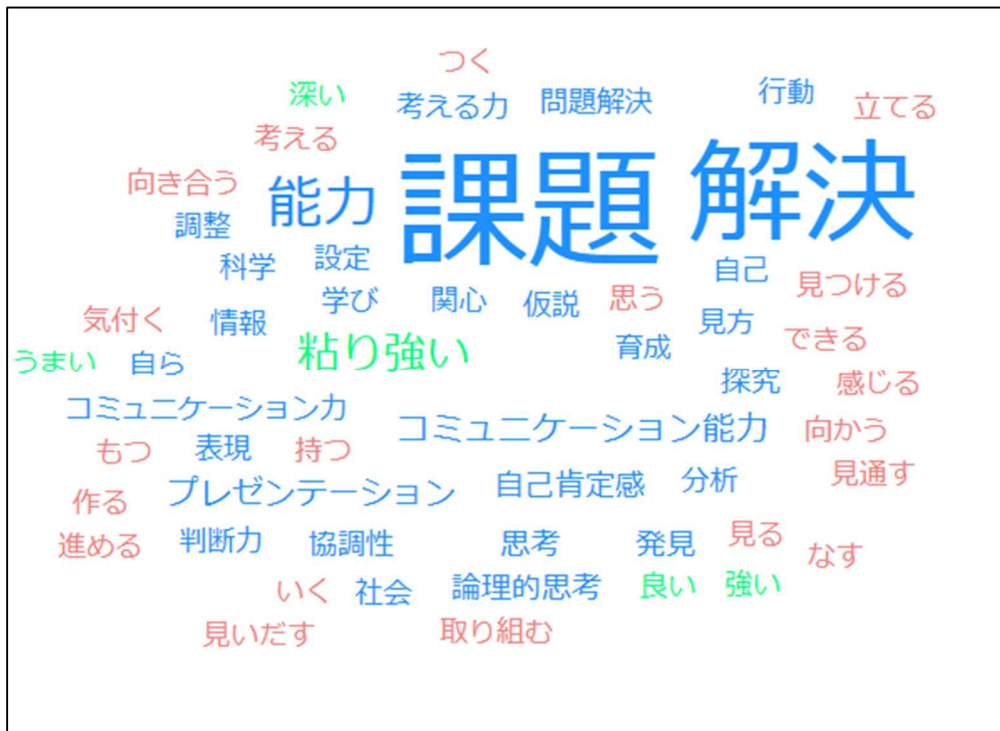 つく
深い 考える力 問題解決 行動 立てる
考える
向き合う 能力 課題 解決
調整
科学 設定 自己 見つける
学び 関心 仮説 思う
気付く 情報 見方 できる
うまい 自ら 粘り強い 育成
探究 感じる
コミュニケーション力 コミュニケーション能力 向かう
もつ 表現 持つ
作る プレゼンテーション 自己肯定感 分析 見通す
進める 判断力 協調性 思考 発見 見る なす
いく 社会 論理的思考 良い 強い
見いだす 取り組む